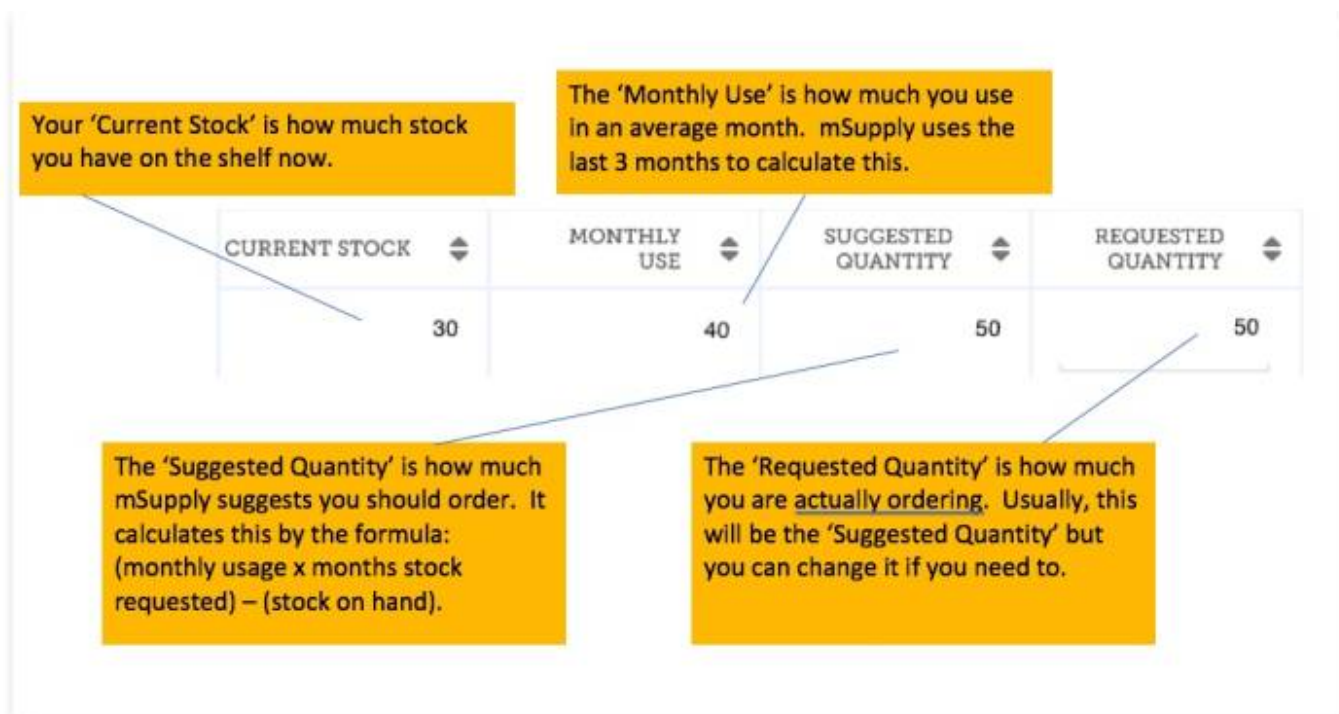 Your ‘Current Stock’ is how much stock
you have on the shelf now.
The ‘Monthly Use’ is how much you use
in an average month.  mSupply uses the
last 3 months to calculate this.
CURRENT STOCK
MONTHLY
USE
SUGGESTED
QUANTITY
REQUESTED
QUANTITY
30
40
50
50
The ‘Suggested Quantity’ is how much
mSupply suggests you should order.  It
calculates this by the formula:
(monthly usage x months stock
requested) – (stock on hand).
The ‘Requested Quantity’ is how much
you are actually ordering.  Usually, this
will be the ‘Suggested Quantity’ but
you can change it if you need to.